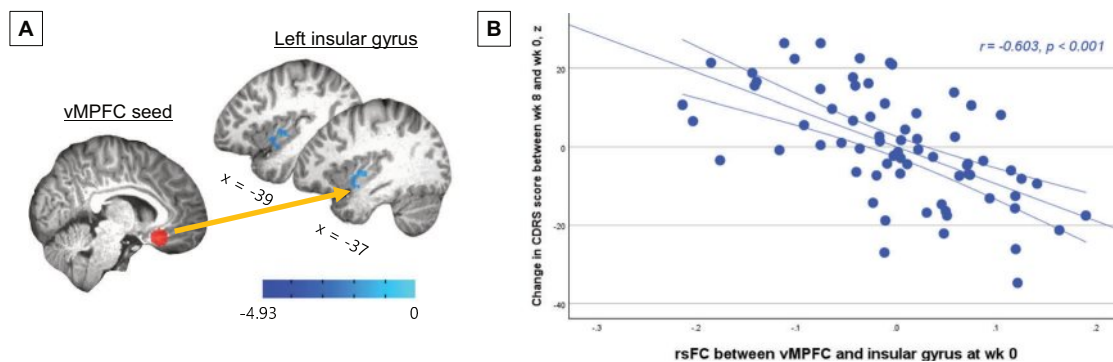 A
Left insular gyrus
vMPFC seed
x = -39
x = -37
-4.93
0
B
r = -0.603, p < 0.001
Change in CDRS score between wk 8 and wk 0, z
20
0
-20
-40
-.3
-.2
-.1
.0
.1
.2
rsFC between vMPFC and insular gyrus at wk 0